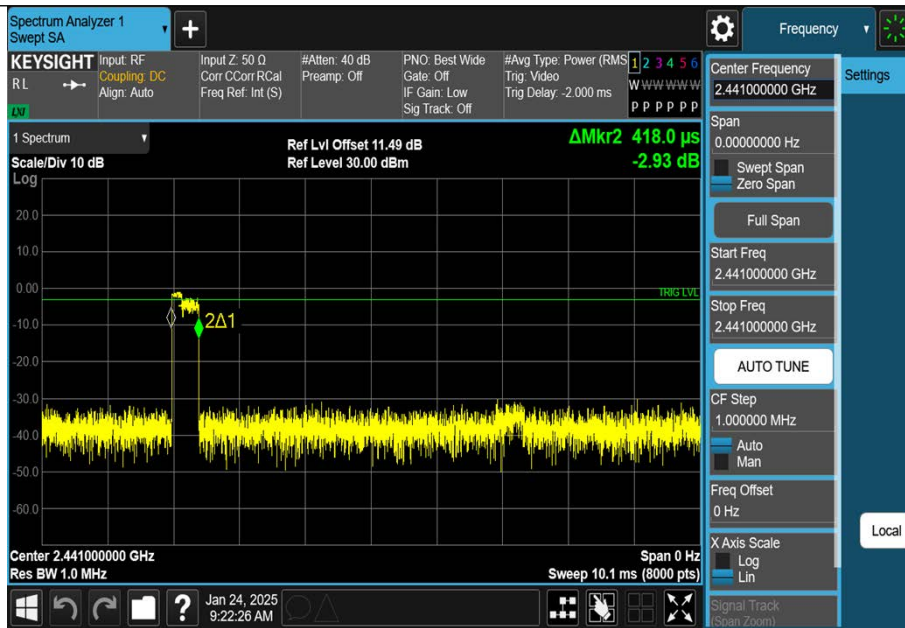 Spectrum Analyzer 1
Swept SA
Frequency
KEYSIGHT
RL
LXI
Input: RF
Coupling: DC
Align: Auto
Input Z: 50 Ω
Corr CCorr RCal
Freq Ref: Int (S)
#Atten: 40 dB
Preamp: Off
PNO: Best Wide
Gate: Off
IF Gain: Low
Sig Track: Off
#Avg Type: Power (RMS
Trig: Video
Trig Delay: -2.000 ms
1 2 3 4 5 6
W W W W W W
P P P P P P
1 Spectrum
Scale/Div 10 dB
Log
Ref Lvl Offset 11.49 dB
Ref Level 30.00 dBm
ΔMkr2 418.0 µs
-2.93 dB
20.0
10.0
0.00
-10.0
-20.0
-30.0
-40.0
-50.0
-60.0
TRIG LVL
2Δ1
Center 2.441000000 GHz
Res BW 1.0 MHz
Span 0 Hz
Sweep 10.1 ms (8000 pts)
Jan 24, 2025
9:22:26 AM
Center Frequency
2.441000000 GHz
Span
0.00000000 Hz
Swept Span
Zero Span
Full Span
Start Freq
2.441000000 GHz
Stop Freq
2.441000000 GHz
AUTO TUNE
CF Step
1.000000 MHz
Auto
Man
Freq Offset
0 Hz
X Axis Scale
Log
Lin
Signal Track
(Span Zoom)
Settings
Local